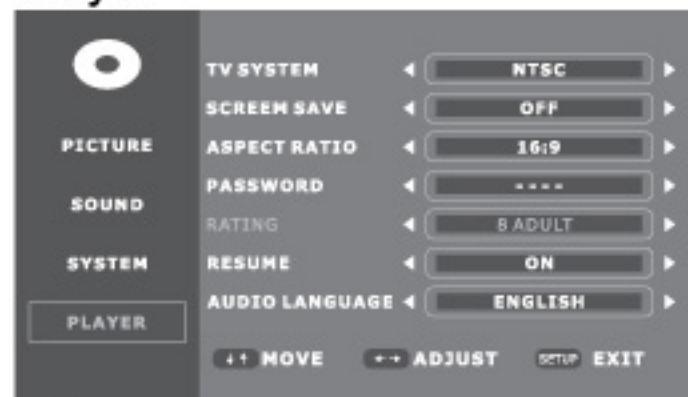 PICTURE
SOUND
SYSTEM
PLAYER
TV SYSTEM NTSC
SCREEM SAVE OFF
ASPECT RATIO 16:9
PASSWORD ----
RATING 8 ADULT
RESUME ON
AUDIO LANGUAGE ENGLISH
MOVE ADJUST SETUP EXIT